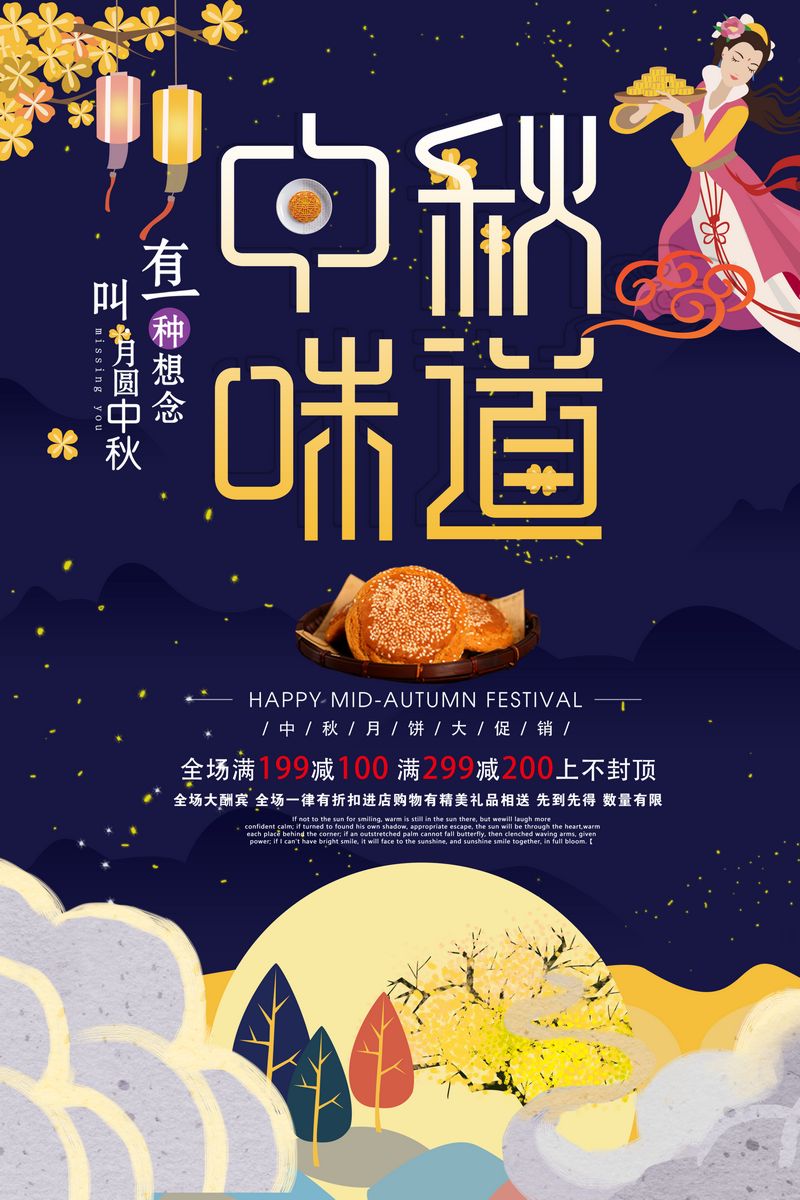 中秋
味道
有一种想念
叫月圆中秋
missing you
HAPPY MID-AUTUMN FESTIVAL
/ 中 / 秋 / 月 / 饼 / 大 / 促 / 销 /
全场满199减100 满299减200上不封顶
全场大酬宾 全场一律有折扣进店购物有精美礼品相送 先到先得 数量有限
If not to the sun for smiling, warm is still in the sun there, but wewill laugh more
confident calm; if turned to found his own shadow, appropriate escape, the sun will be through the heart,warm
each place behind the corner; if an outstretched palm cannot fall butterfly, then clenched waving arms, given
power; if I can't have bright smile, it will face to the sunshine, and sunshine smile together, in full bloom.【